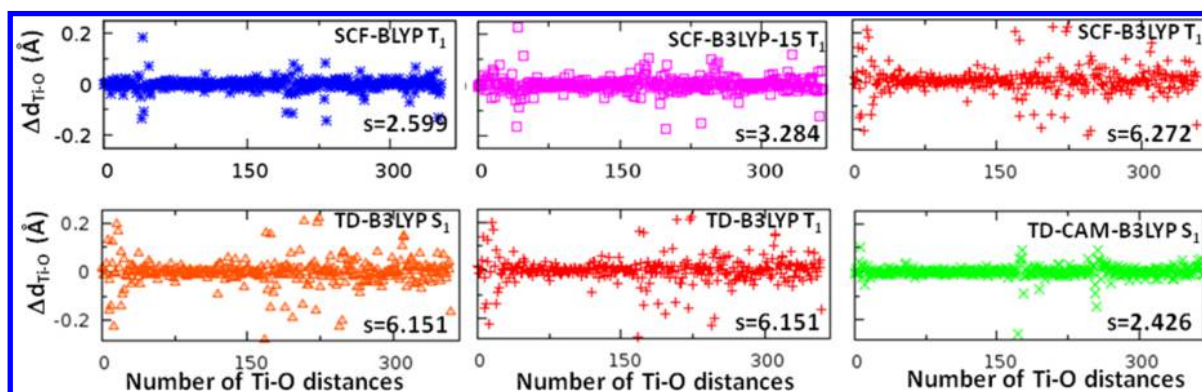 0.2
0
-0.2
Δd_Ti-O (Å)
SCF-BLYP T₁
s=2.599
0 150 300
SCF-B3LYP-15 T₁
s=3.284
0 150 300
SCF-B3LYP T₁
s=6.272
0 150 300
0.2
0
-0.2
Δd_Ti-O (Å)
TD-B3LYP S₁
s=6.151
0 150 300
Number of Ti-O distances
TD-B3LYP T₁
s=6.151
0 150 300
Number of Ti-O distances
TD-CAM-B3LYP S₁
s=2.426
0 150 300
Number of Ti-O distances